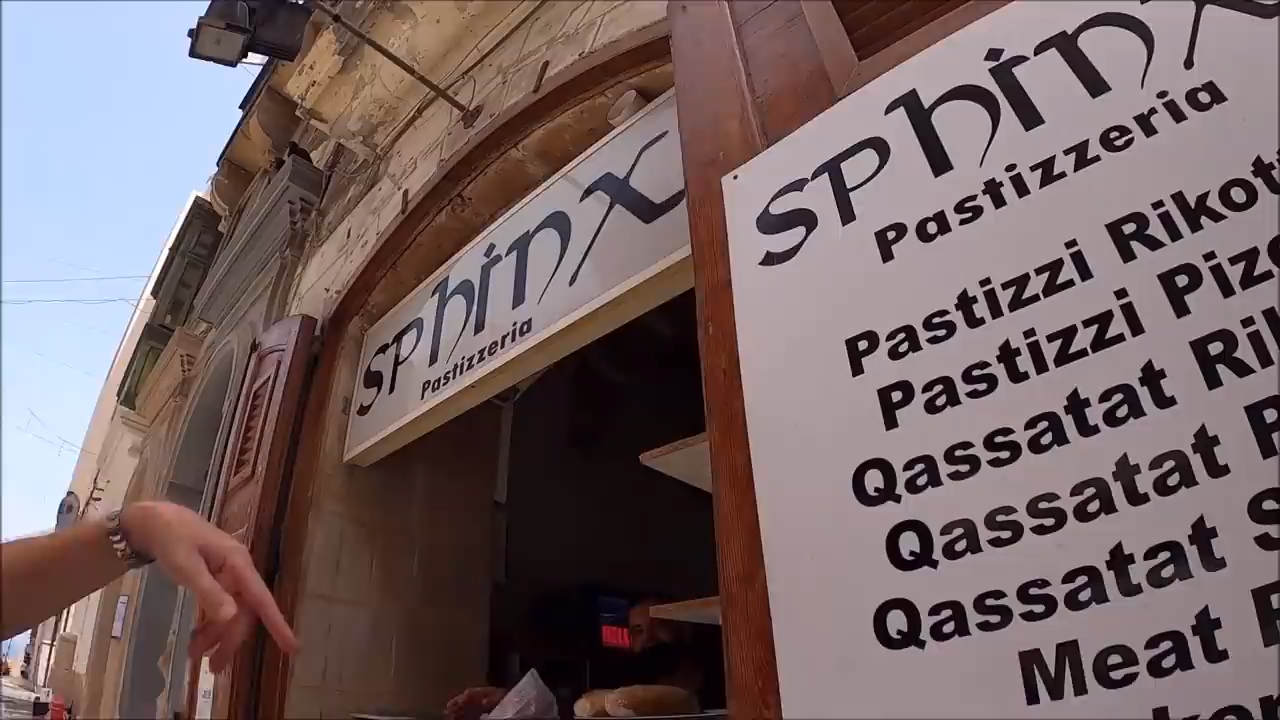 SPhinx
Pastizzeria
SPhinx
Pastizzeria
Pastizzi
Pastizzi
Qassatat
Qassatat
Qassatat
Meat